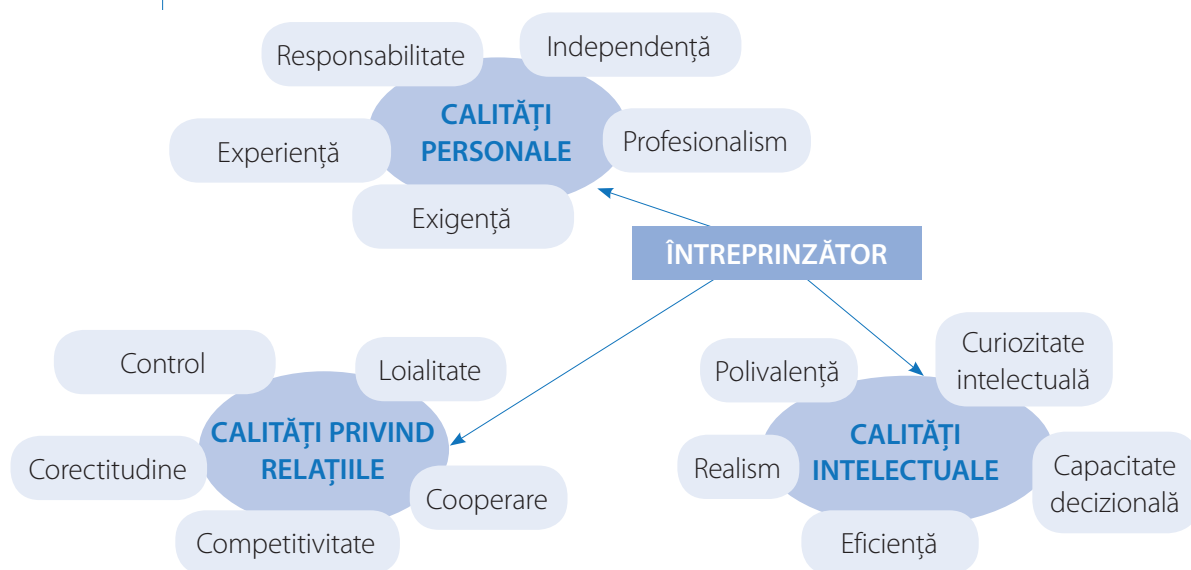 Responsabilitate
Independență
CALITĂȚI
PERSONALE
Experiență
Profesionalism
Exigență
ÎNTREPRINZĂTOR
Control
Loialitate
CALITĂȚI PRIVIND
RELAȚIILE
Corectitudine
Cooperare
Competitivitate
Polivalență
Curiozitate
intelectuală
CALITĂȚI
INTELECTUALE
Realism
Capacitate
decizională
Eficiență